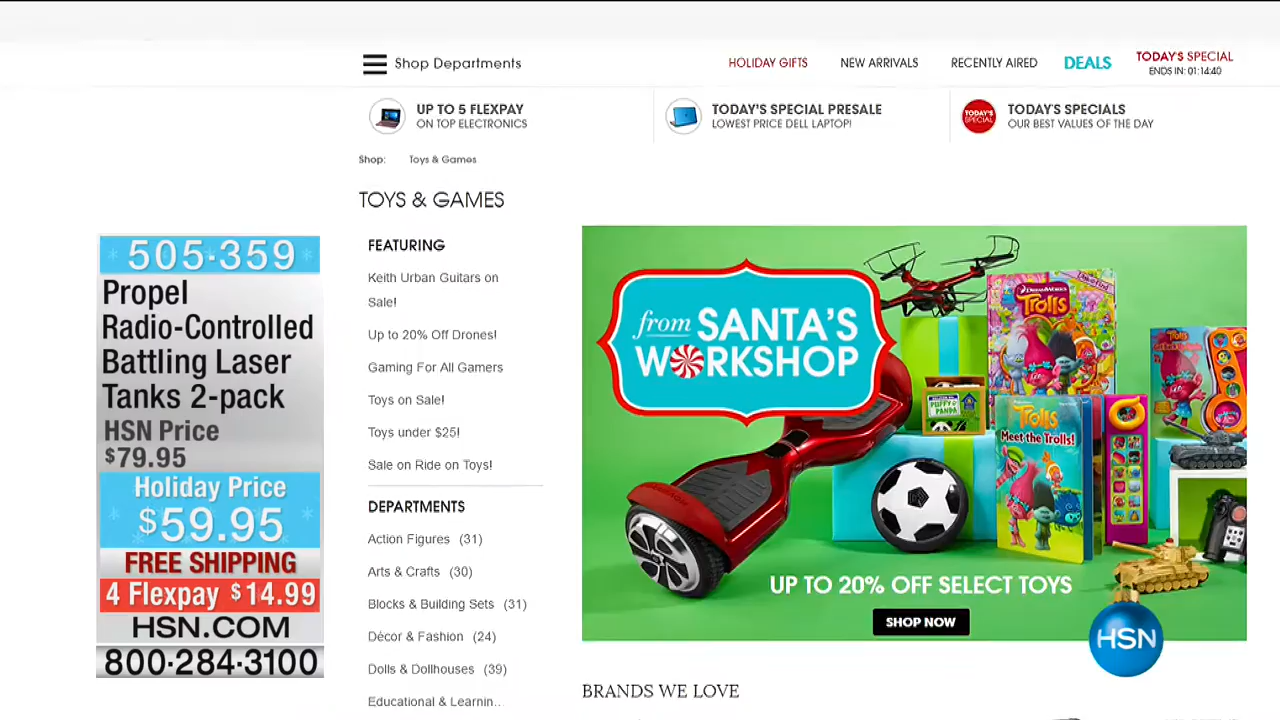 Shop Departments
HOLIDAY GIFTS
NEW ARRIVALS
RECENTLY AIRED
DEALS
TODAY'S SPECIAL
ENDS IN: 01:14:40
UP TO 5 FLEXPAY
ON TOP ELECTRONICS
TODAY'S SPECIAL PRESALE
LOWEST PRICE DELL LAPTOP!
TODAY'S SPECIAL
TODAY'S SPECIALS
OUR BEST VALUES OF THE DAY
Shop:
Toys & Games
TOYS & GAMES
505·359
Propel
Radio-Controlled
Battling Laser
Tanks 2-pack
HSN Price
$79.95
Holiday Price
$59.95
FREE SHIPPING
4 Flexpay $14.99
HSN.COM
800·284·3100
FEATURING
Keith Urban Guitars on
Sale!
Up to 20% Off Drones!
Gaming For All Gamers
Toys on Sale!
Toys under $25!
Sale on Ride on Toys!
DEPARTMENTS
Action Figures (31)
Arts & Crafts (30)
Blocks & Building Sets (31)
Décor & Fashion (24)
Dolls & Dollhouses (39)
Educational & Learnin..
from SANTA'S
WORKSHOP
DreamWorks
Trolls
PANDA
Trolls
Meet the Trolls!
Trolls
UP TO 20% OFF SELECT TOYS
SHOP NOW
HSN
BRANDS WE LOVE